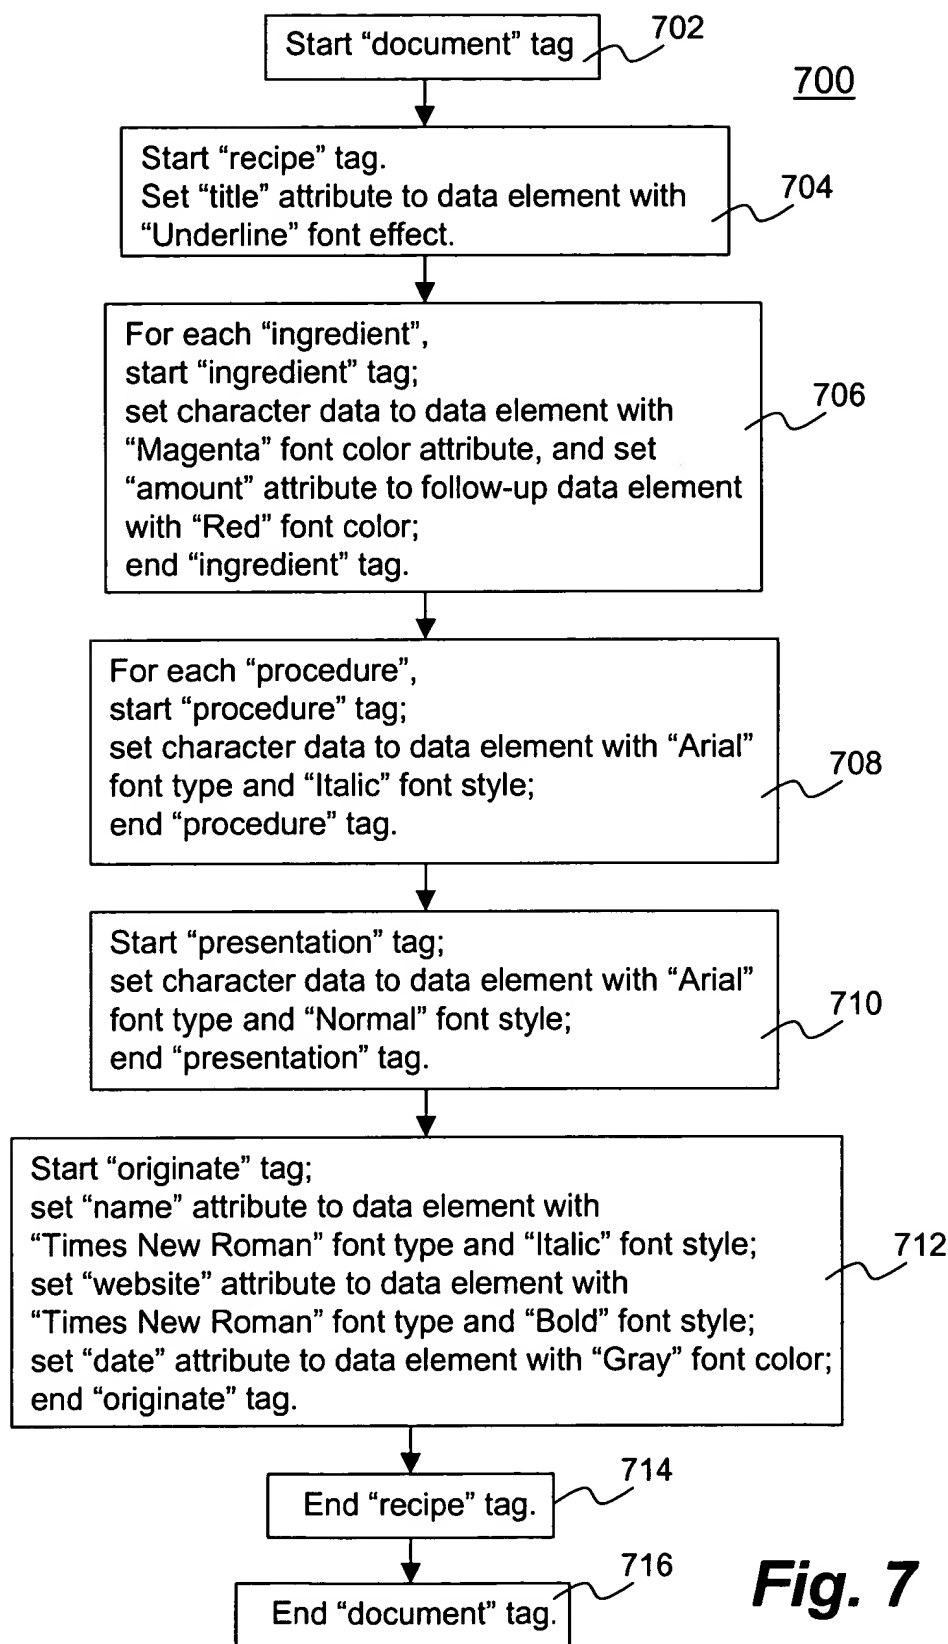 Start “document” tag
702
700
Start “recipe” tag.
Set “title” attribute to data element with
“Underline” font effect.
704
For each “ingredient”,
start “ingredient” tag;
set character data to data element with
“Magenta” font color attribute, and set
“amount” attribute to follow-up data element
with “Red” font color;
end “ingredient” tag.
706
For each “procedure”,
start “procedure” tag;
set character data to data element with “Arial”
font type and “Italic” font style;
end “procedure” tag.
708
Start “presentation” tag;
set character data to data element with “Arial”
font type and “Normal” font style;
end “presentation” tag.
710
Start “originate” tag;
set “name” attribute to data element with
“Times New Roman” font type and “Italic” font style;
set “website” attribute to data element with
“Times New Roman” font type and “Bold” font style;
set “date” attribute to data element with “Gray” font color;
end “originate” tag.
712
End “recipe” tag.
714
End “document” tag.
716
Fig. 7